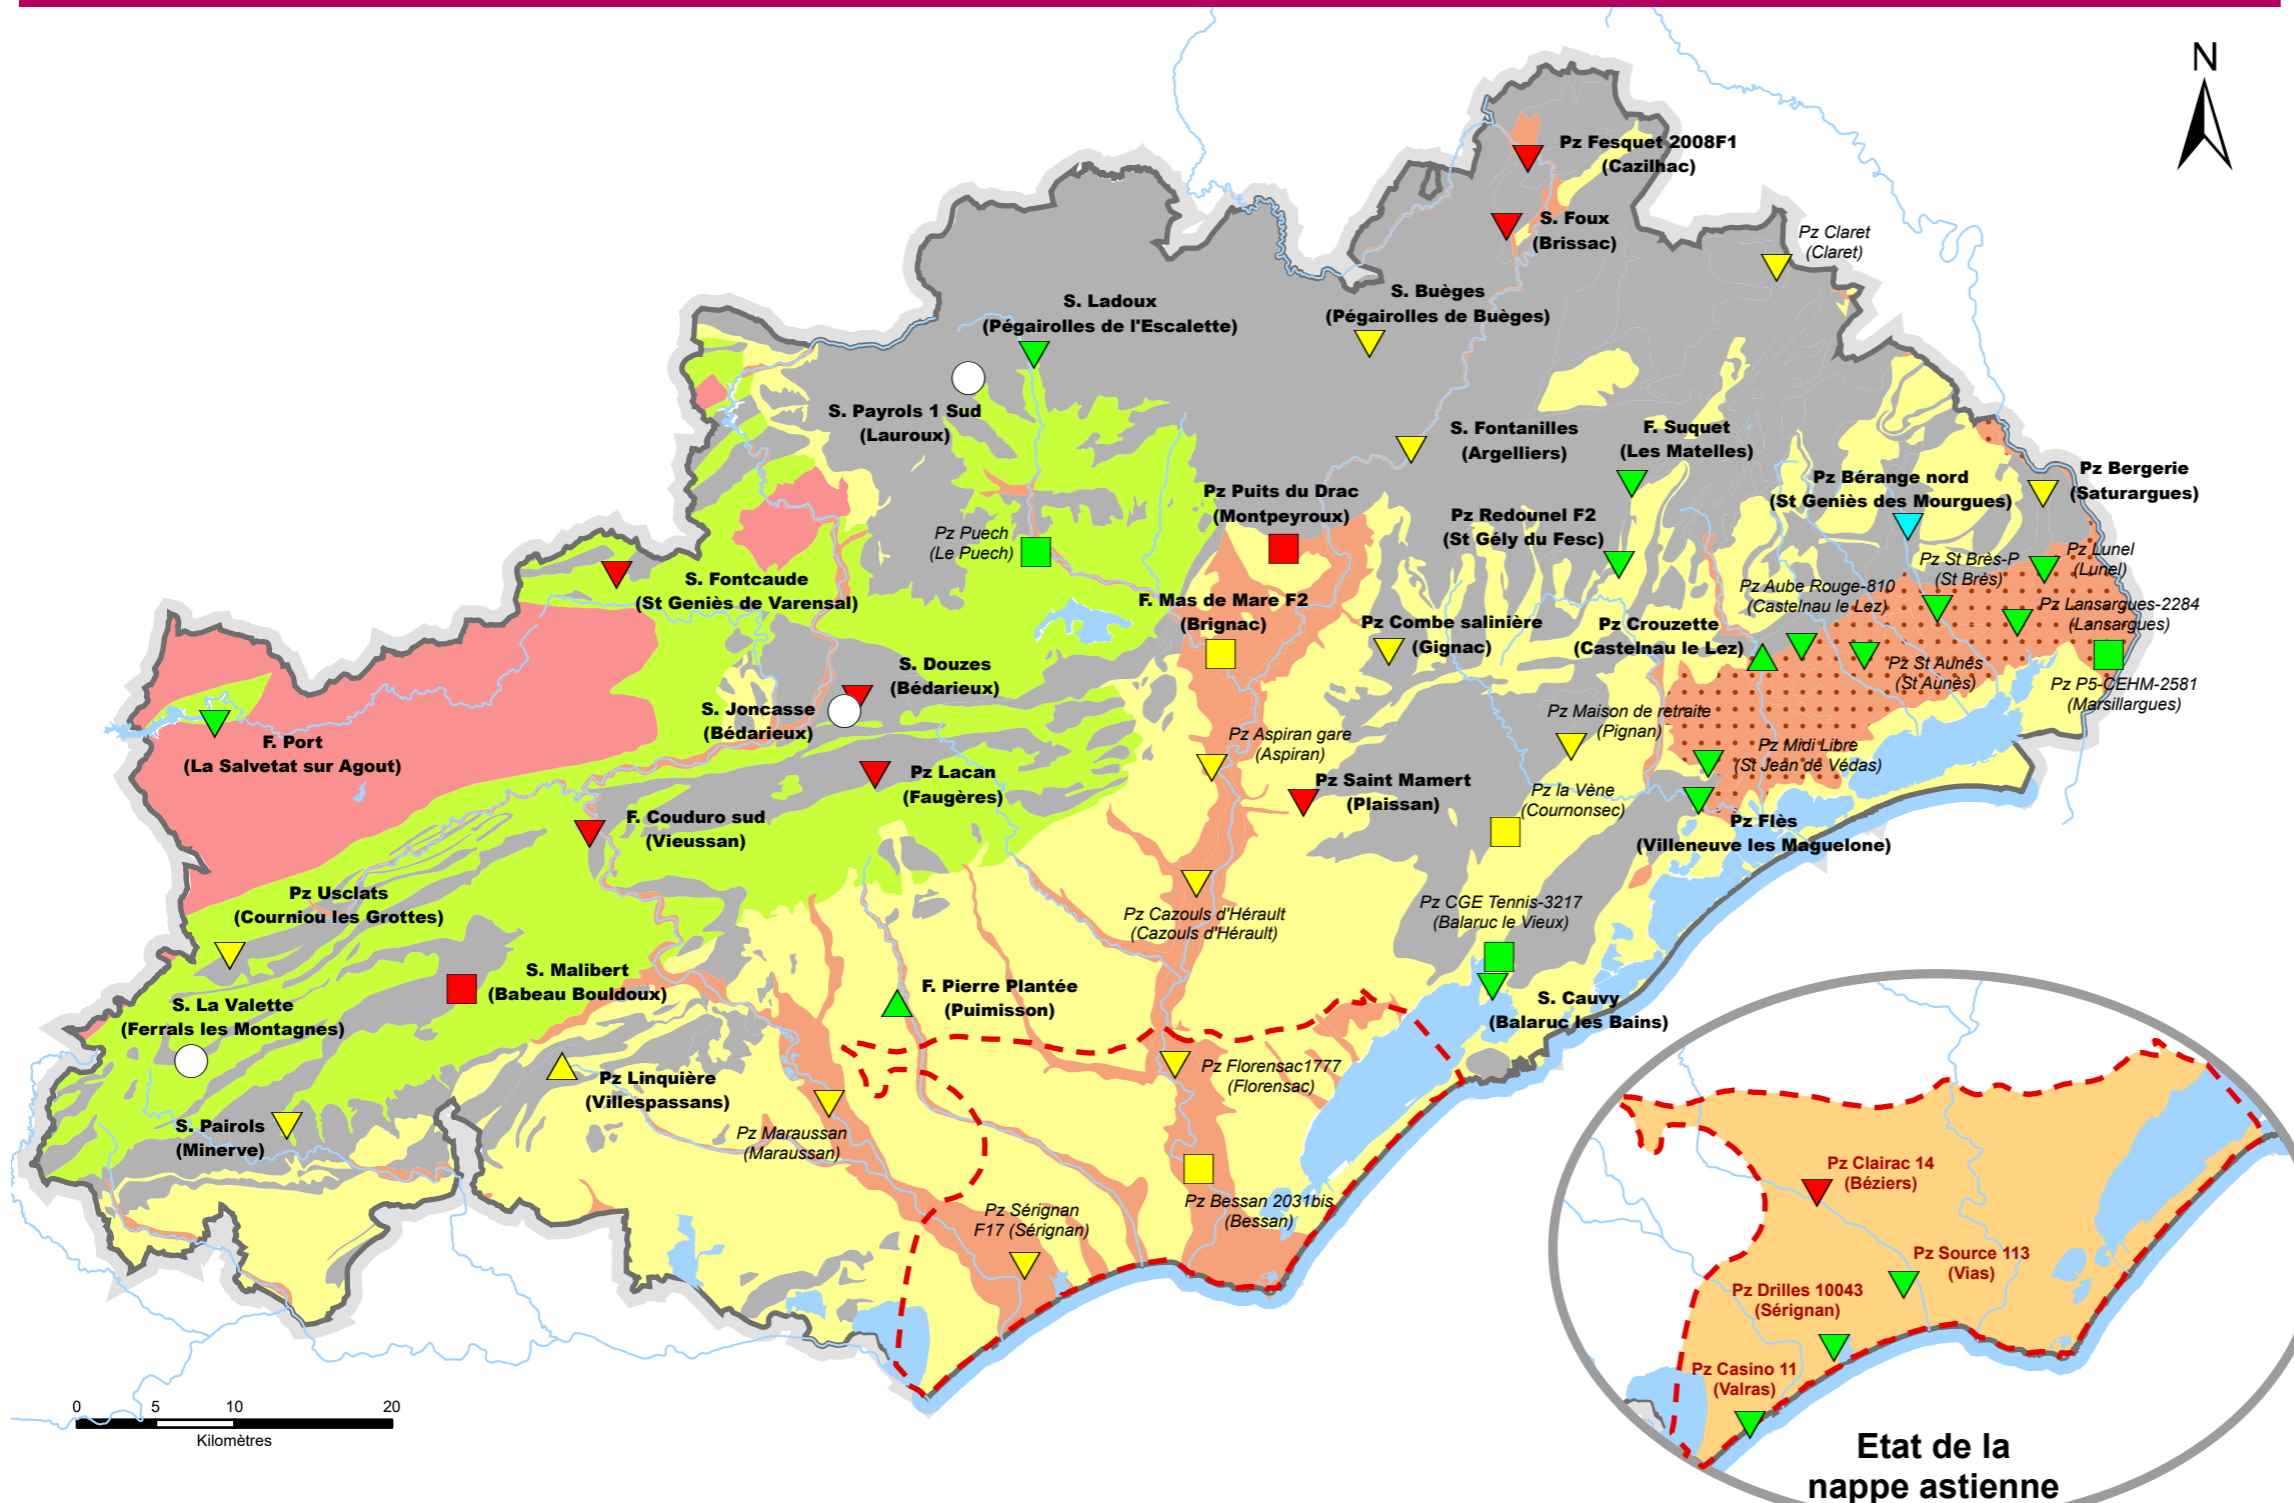 N
Pz Fesquet 2008F1
(Cazilhac)
S. Foux
(Brissac)
Pz Claret
(Claret)
S. Ladoux
(Pégairolles de l'Escalette)
S. Buèges
(Pégairolles de Buèges)
S. Payrols 1 Sud
(Lauroux)
S. Fontanilles
(Argelliers)
F. Suquet
(Les Matelles)
Pz Bérange nord
(St Geniès des Mourgues)
Pz Bergerie
(Saturargues)
Pz Puits du Drac
(Montpeyroux)
Pz Redounel F2
(St Gély du Fesc)
Pz Puech
(Le Puech)
Pz St Brès-P
(St Brès)
Pz Lunel
(Lunel)
S. Fontcaude
(St Geniès de Varensal)
Pz Aube Rouge-810
(Castelnau le Lez)
F. Mas de Mare F2
(Brignac)
Pz Combe salinière
(Gignac)
Pz Crouzette
(Castelnau le Lez)
Pz Lansargues-2284
(Lansargues)
S. Douzes
(Bédarieux)
Pz St Aunès
(St Aunès)
Pz P5-CEHM-2581
(Marsillargues)
S. Joncasse
(Bédarieux)
Pz Maison de retraite
(Pignan)
F. Port
(La Salvetat sur Agout)
Pz Aspiran gare
(Aspiran)
Pz Midi Libre
(St Jean de Védas)
Pz Lacan
(Faugères)
Pz Saint Mamert
(Plaissan)
Pz la Vène
(Cournonsec)
F. Couduro sud
(Vieussan)
Pz Flès
(Villeneuve les Maguelone)
Pz Usclats
(Courniou les Grottes)
Pz Cazouls d'Hérault
(Cazouls d'Hérault)
Pz CGE Tennis-3217
(Balaruc le Vieux)
S. Malibert
(Babeau Bouldoux)
F. Pierre Plantée
(Puimisson)
S. Cauvy
(Balaruc les Bains)
S. La Valette
(Ferrals les Montagnes)
Pz Linquière
(Villespassans)
Pz Florensac1777
(Florensac)
S. Pairols
(Minerve)
Pz Maraussan
(Maraussan)
Pz Sérignan
F17 (Sérignan)
Pz Bessan 2031bis
(Bessan)
Pz Clairac 14
(Béziers)
Pz Source 113
(Vias)
Pz Drilles 10043
(Sérignan)
Pz Casino 11
(Valras)
0 5 10 20
Kilomètres
Etat de la
nappe astienne